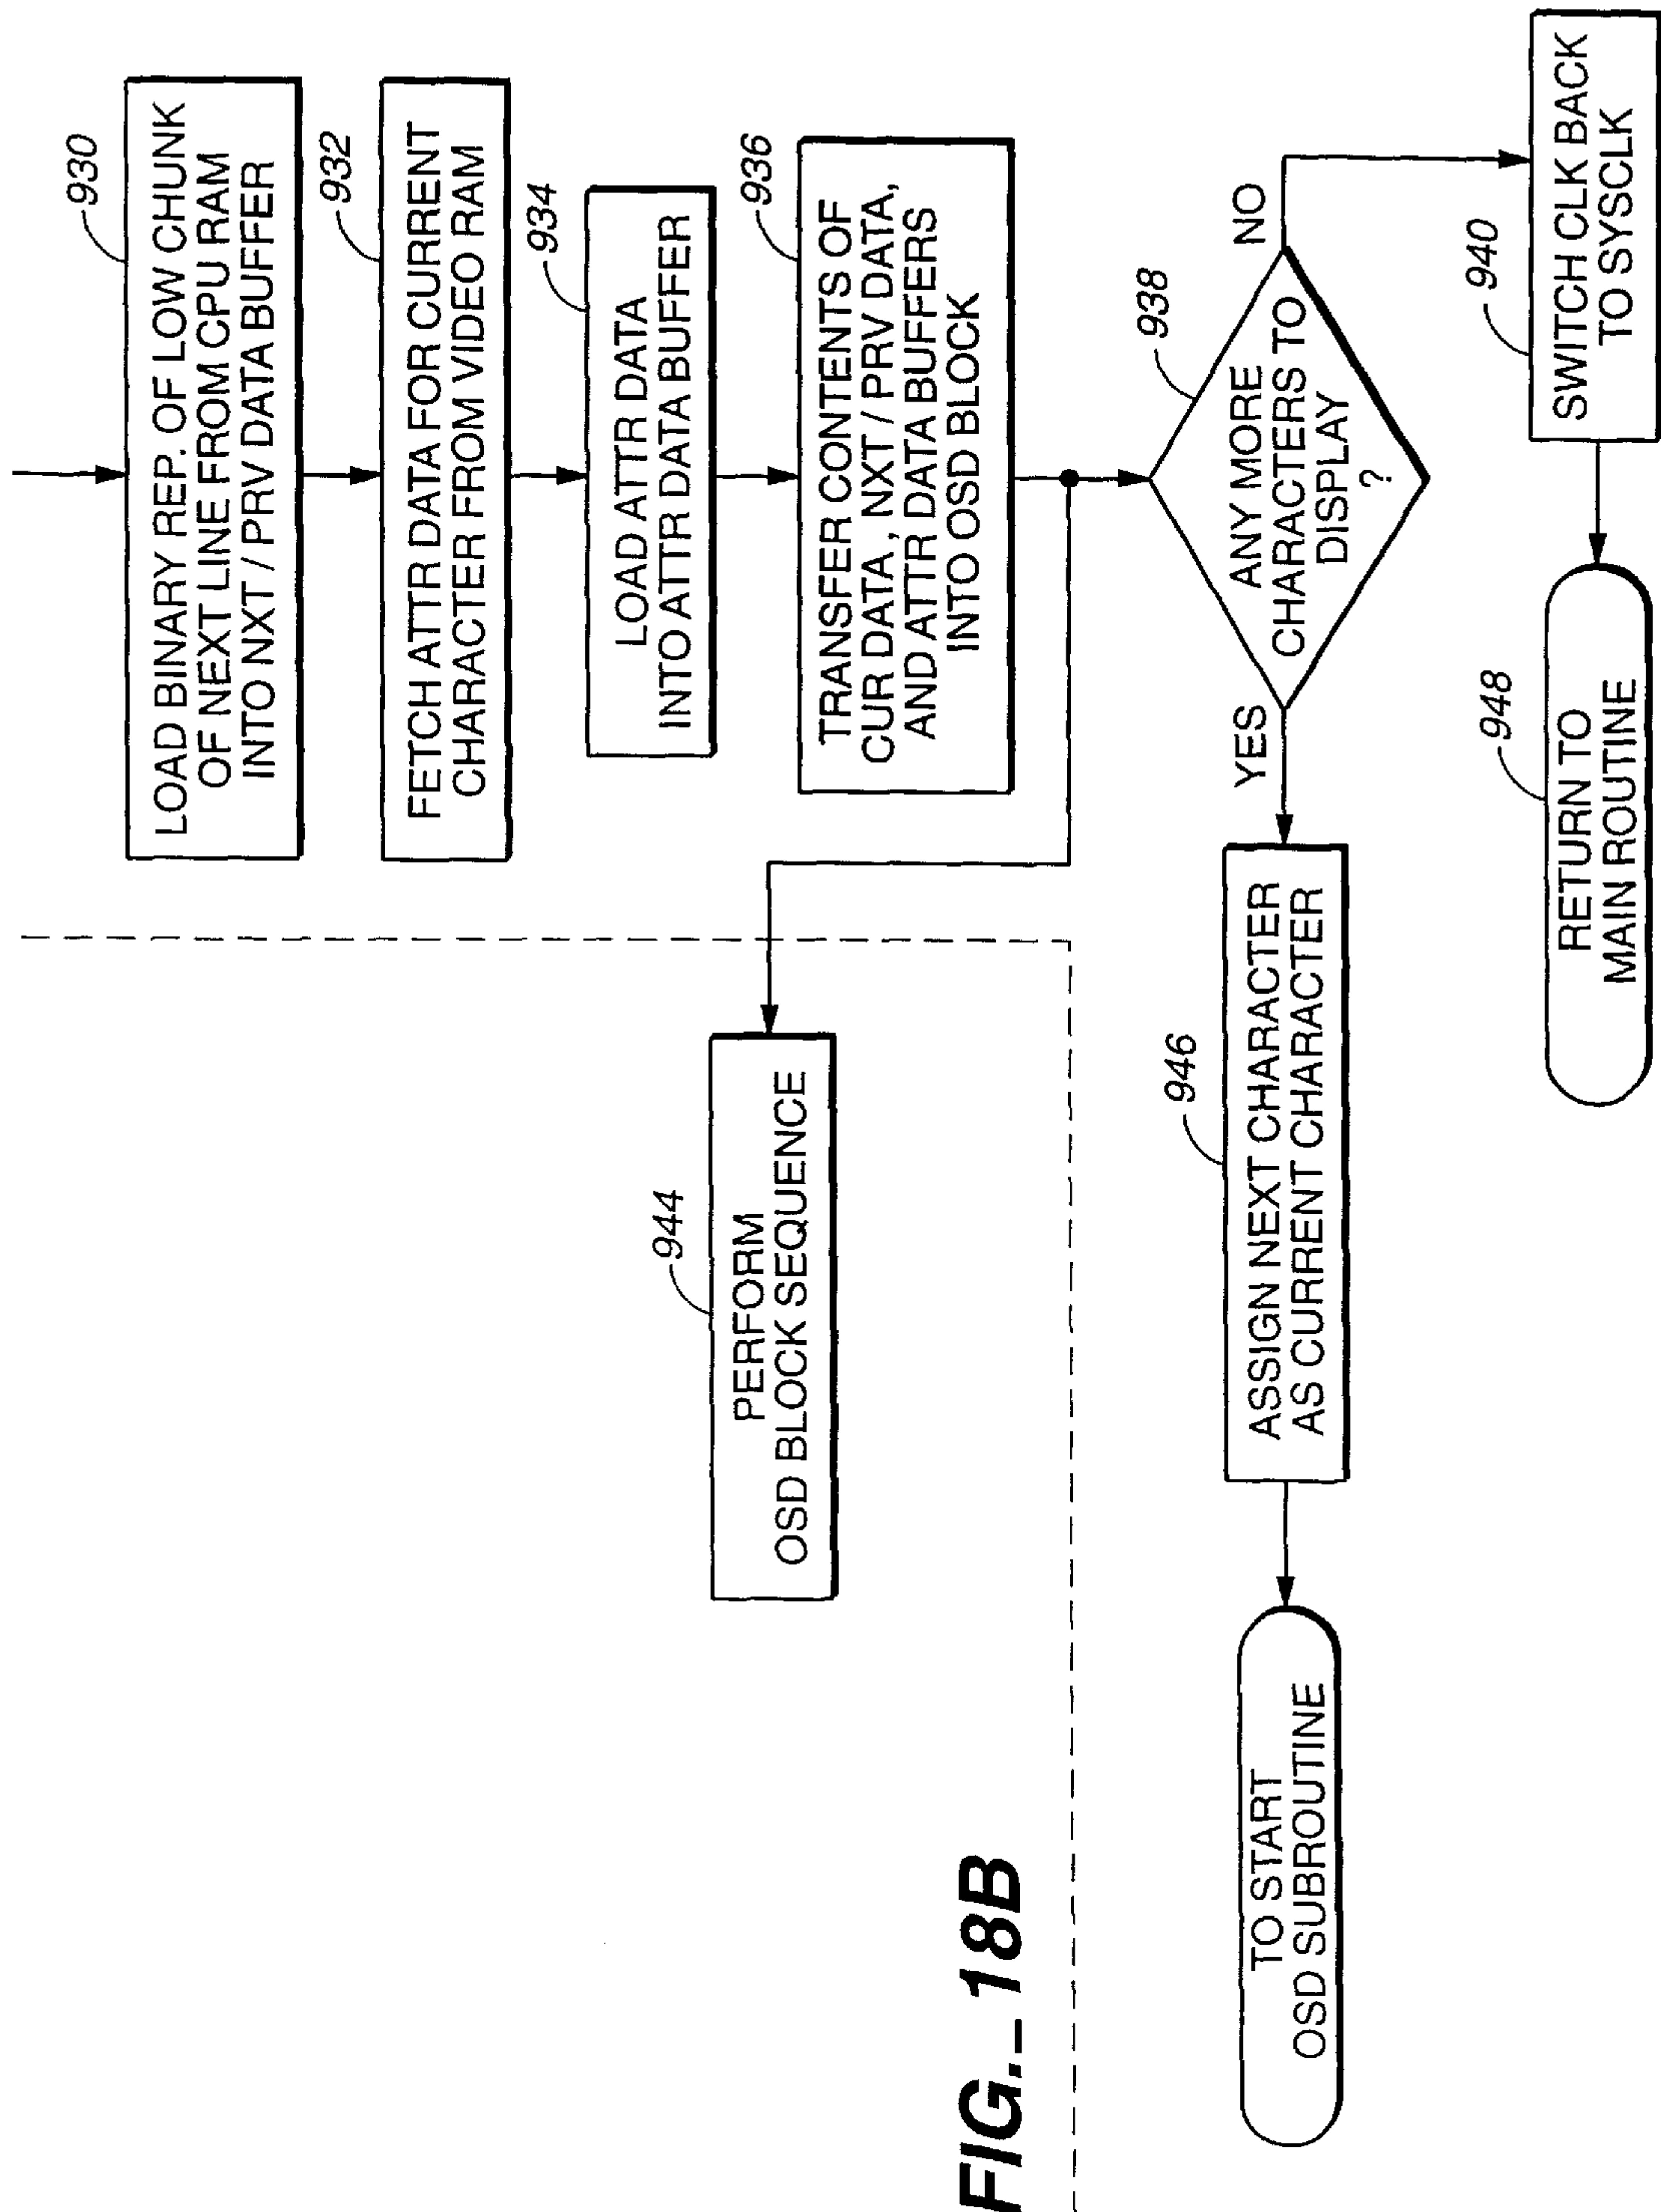 930
LOAD BINARY REP. OF LOW CHUNK
OF NEXT LINE FROM CPU RAM
INTO NXT / PRV DATA BUFFER
932
FETCH ATTR DATA FOR CURRENT
CHARACTER FROM VIDEO RAM
934
LOAD ATTR DATA
INTO ATTR DATA BUFFER
936
TRANSFER CONTENTS OF
CUR DATA, NXT / PRV DATA,
AND ATTR DATA BUFFERS
INTO OSD BLOCK
944
PERFORM
OSD BLOCK SEQUENCE
938
ANY MORE
CHARACTERS TO
DISPLAY
?
YES
NO
946
ASSIGN NEXT CHARACTER
AS CURRENT CHARACTER
TO START
OSD SUBROUTINE
940
SWITCH CLK BACK
TO SYSCLK
948
RETURN TO
MAIN ROUTINE
FIG._ 18B